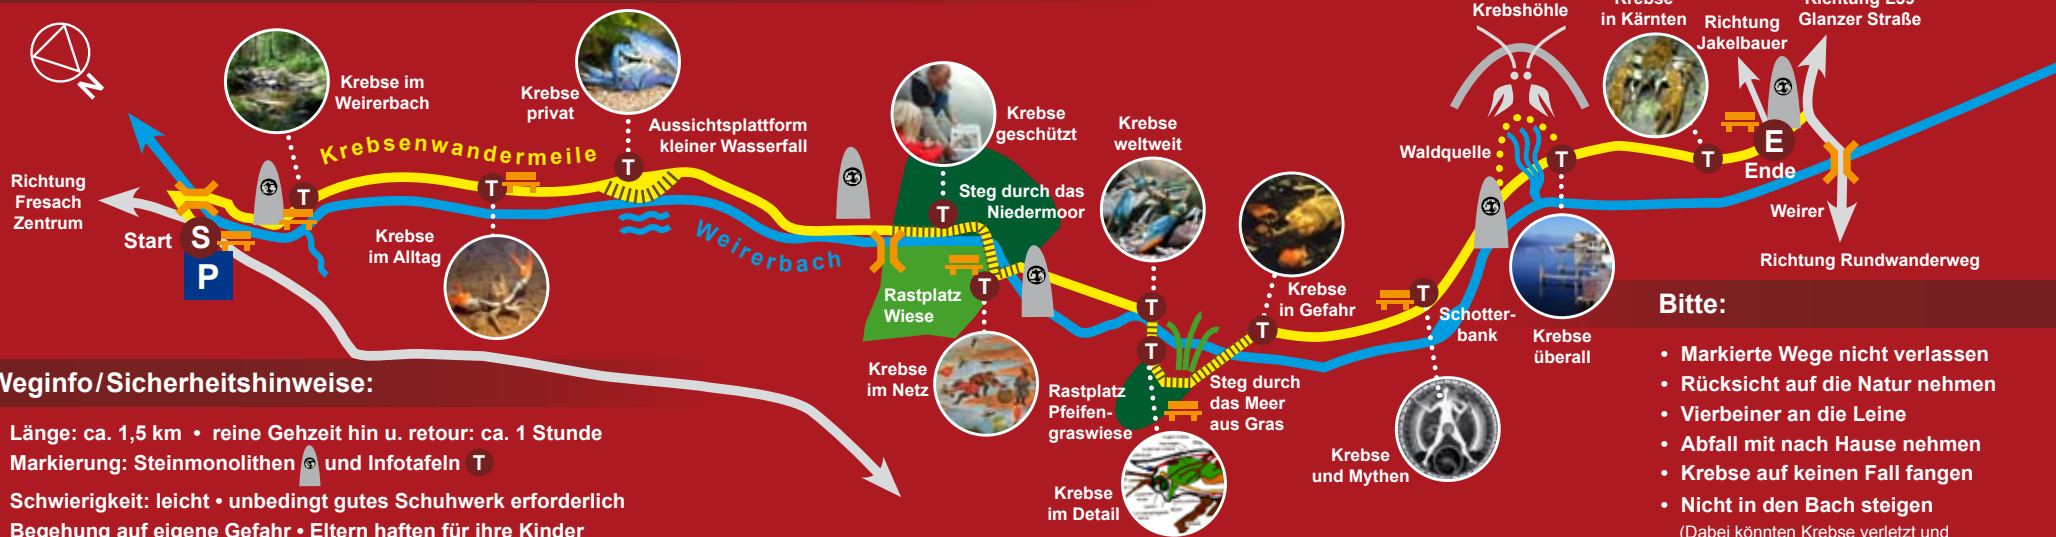 N
Krebse im
Weirerbach
Krebsenwandermeile
Krebse
privat
Aussichtsplattform
kleiner Wasserfall
Richtung
Fresach
Zentrum
Start
S
P
T
T
T
Krebse
im Alltag
Weirerbach
Krebse
geschützt
Steg durch das
Niedermoor
T
T
Rastplatz
Wiese
Krebse
im Netz
Krebse
weltweit
T
T
Rastplatz
Pfeifen-
graswiese
Krebse
im Detail
Steg durch
das Meer
aus Gras
Krebse
in Gefahr
T
T
Krebse
und Mythen
Schotter-
bank
Krebshöhle
Waldquelle
T
Krebse
überall
Krebse
in Kärnten
T
Richtung
Jakelbauer
Glanzer Straße
E
Ende
Weirer
Richtung Rundwanderweg
Weginfo/Sicherheitshinweise:
Länge: ca. 1,5 km • reine Gehzeit hin u. retour: ca. 1 Stunde
Markierung: Steinmonolithen und Infotafeln T
Schwierigkeit: leicht • unbedingt gutes Schuhwerk erforderlich
Begehung auf eigene Gefahr • Eltern haften für ihre Kinder
Bitte:
• Markierte Wege nicht verlassen
• Rücksicht auf die Natur nehmen
• Vierbeiner an die Leine
• Abfall mit nach Hause nehmen
• Krebse auf keinen Fall fangen
• Nicht in den Bach steigen
(Dabei könnten Krebse verletzt und